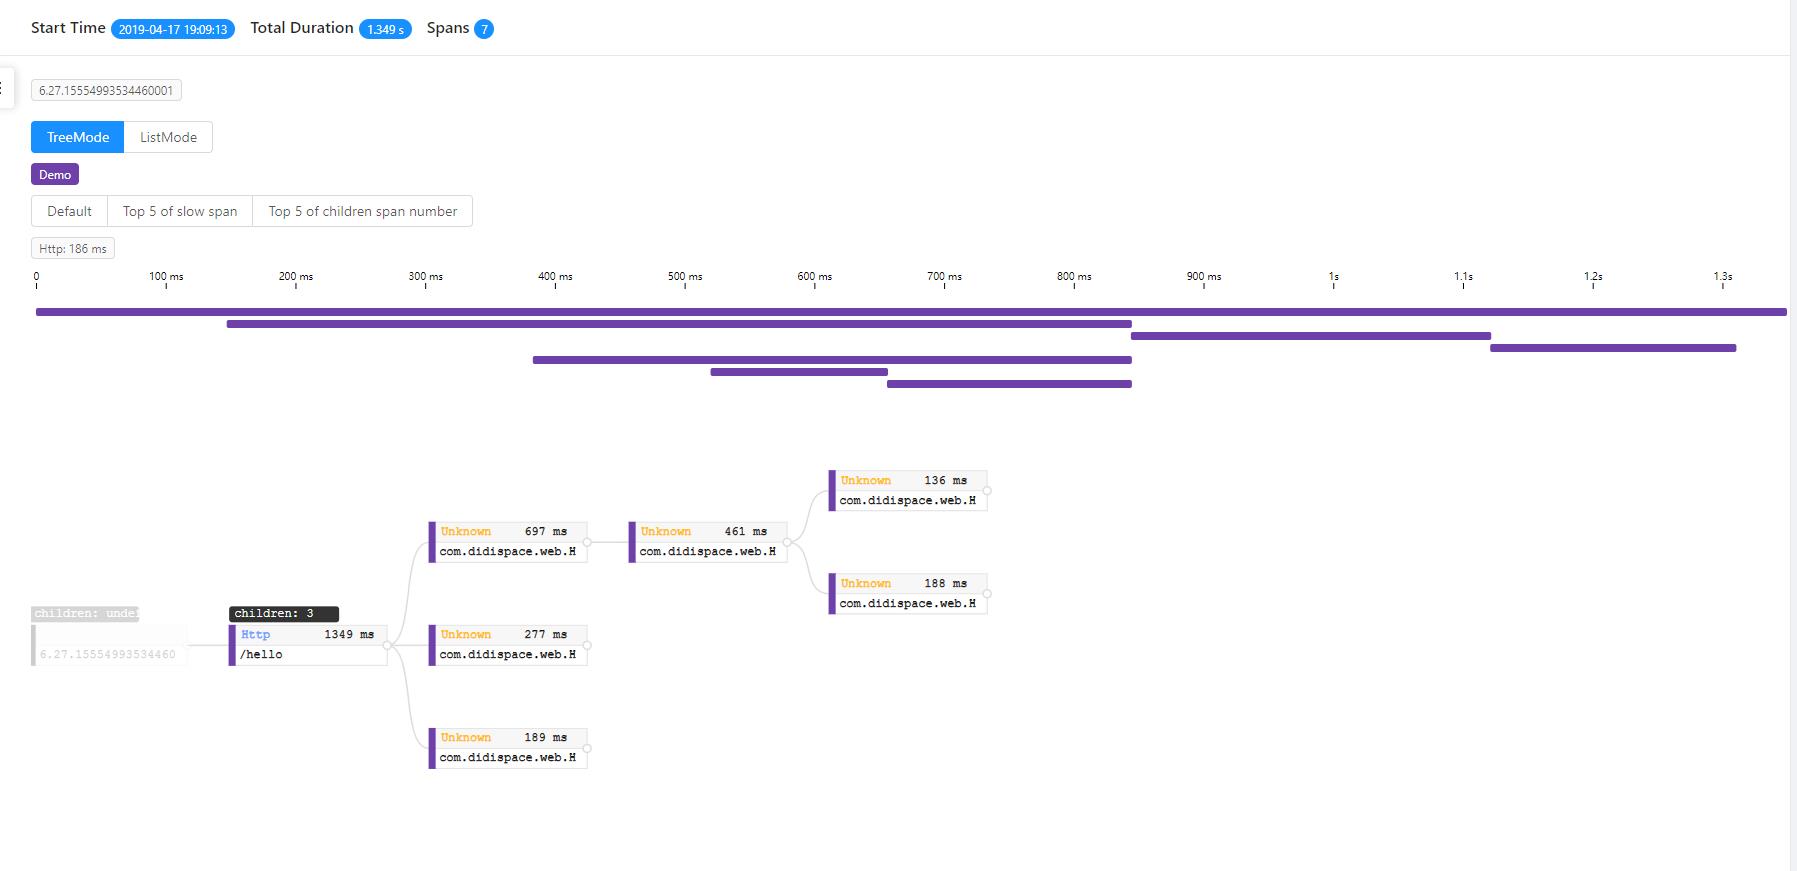 Start Time 2019-04-17 19:09:13 Total Duration 1.349 s Spans 7
6.27.15554993534460001
TreeMode ListMode
Demo
Default Top 5 of slow span Top 5 of children span number
Http: 186 ms
0 100 ms 200 ms 300 ms 400 ms 500 ms 600 ms 700 ms 800 ms 900 ms 1s 1.1s 1.2s 1.3s
Unknown 136 ms
com.didispace.web.H
Unknown 697 ms
com.didispace.web.H
Unknown 461 ms
com.didispace.web.H
Unknown 188 ms
com.didispace.web.H
children: unde
6.27.15554993534460
children: 3
Http 1349 ms
/hello
Unknown 277 ms
com.didispace.web.H
Unknown 189 ms
com.didispace.web.H